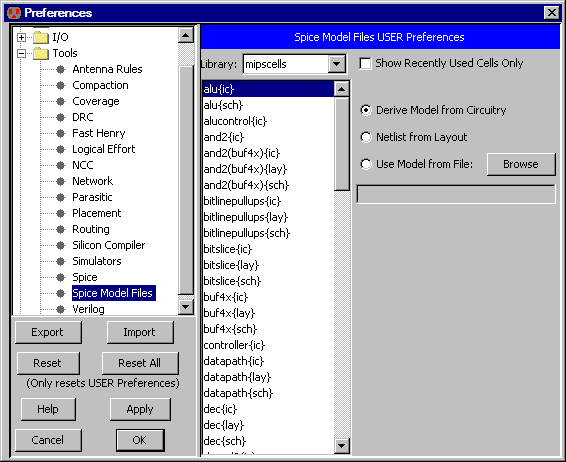 Preferences
I/O
Tools
Antenna Rules
Compaction
Coverage
DRC
Fast Henry
Logical Effort
NCC
Network
Parasitic
Placement
Routing
Silicon Compiler
Simulators
Spice
Spice Model Files
Verilog
Export Import
Reset Reset All
(Only resets USER Preferences)
Help Apply
Cancel OK
Spice Model Files USER Preferences
Library: mipscells
alu{ic}
alu{sch}
alucontrol{ic}
and2{ic}
and2(buf4x){ic}
and2(buf4x){lay}
and2(buf4x){sch}
bitlinepullups{ic}
bitlinepullups{lay}
bitlinepullups{sch}
bitslice{ic}
bitslice{lay}
bitslice{sch}
buf4x{ic}
buf4x{lay}
buf4x{sch}
controller{ic}
datapath{ic}
datapath{lay}
datapath{sch}
dec{ic}
dec{lay}
dec{sch}
Show Recently Used Cells Only
Derive Model from Circuitry
Netlist from Layout
Use Model from File: Browse